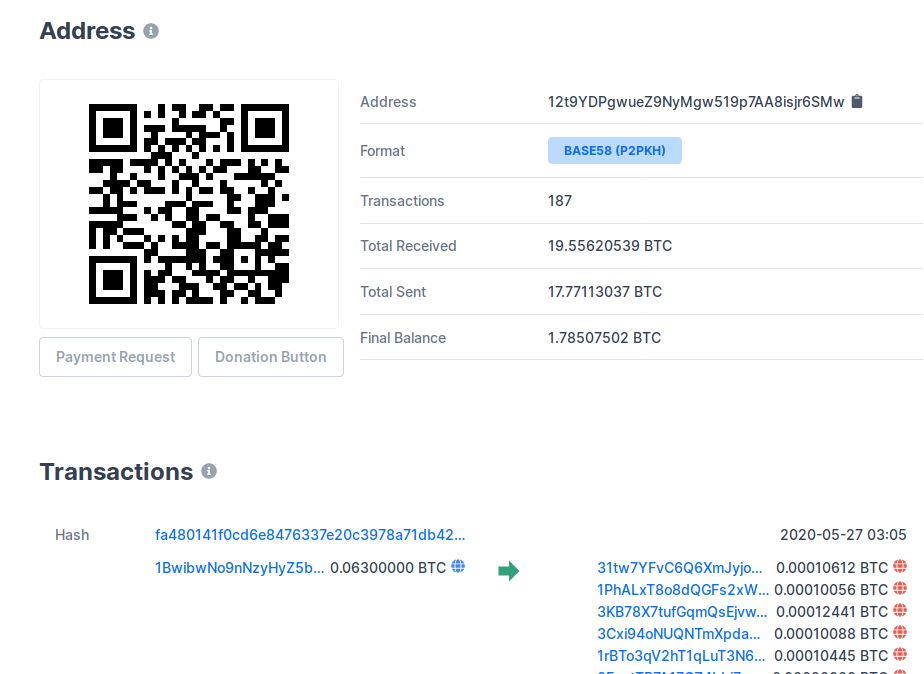 Address
Address 12t9YDPgwueZ9NyMgw519p7AA8isjr6SMw
Format BASE58 (P2PKH)
Transactions 187
Total Received 19.55620539 BTC
Total Sent 17.77113037 BTC
Final Balance 1.78507502 BTC
Payment Request Donation Button
Transactions
Hash fa480141f0cd6e8476337e20c3978a71db42... 2020-05-27 03:05
1BwibwNo9nNzyHyZ5b... 0.06300000 BTC 31tw7YFvC6Q6XmJyjo... 0.00010612 BTC
1PhALxT8o8dQGFs2xW... 0.00010056 BTC
3KB78X7tufGqmQsEjvw... 0.00012441 BTC
3Cxi94oNUQNTmXpda... 0.00010088 BTC
1rBTo3qV2hT1qLuT3N6... 0.00010445 BTC